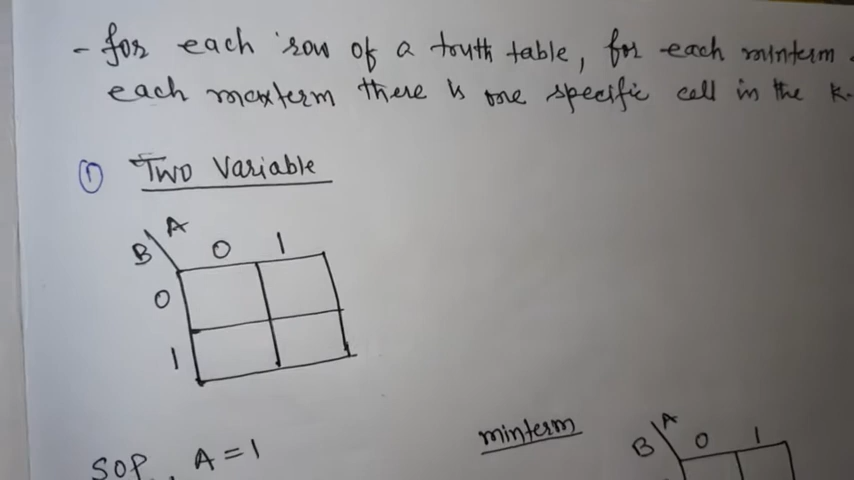 - for each row of a truth table, for each minterm
each maxterm there is one specific cell in the K-
① Two Variable
A
B 0 1
0
1
minterm
A
B 0 1
SOP, A = 1